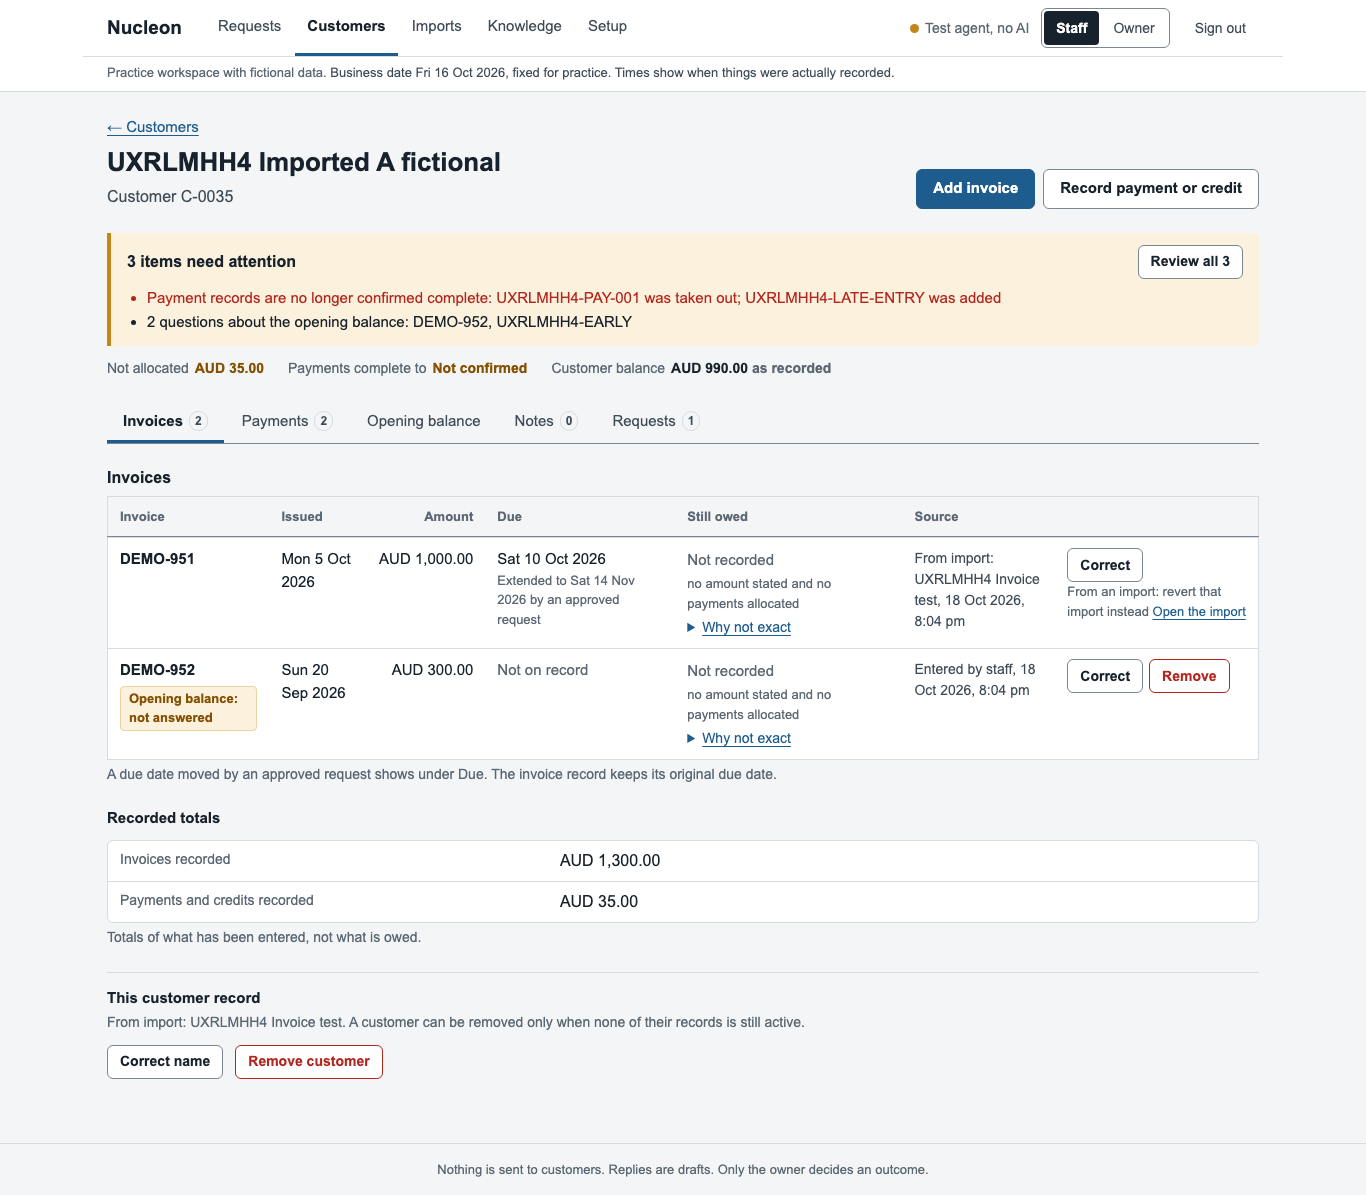 Nucleon
Requests
Customers
Imports
Knowledge
Setup
Test agent, no AI
Staff
Owner
Sign out
Practice workspace with fictional data. Business date Fri 16 Oct 2026, fixed for practice. Times show when things were actually recorded.
← Customers
UXRLMHH4 Imported A fictional
Customer C-0035
Add invoice
Record payment or credit
3 items need attention
Review all 3
• Payment records are no longer confirmed complete: UXRLMHH4-PAY-001 was taken out; UXRLMHH4-LATE-ENTRY was added
• 2 questions about the opening balance: DEMO-952, UXRLMHH4-EARLY
Not allocated AUD 35.00
Payments complete to Not confirmed
Customer balance AUD 990.00 as recorded
Invoices 2
Payments 2
Opening balance
Notes 0
Requests 1
Invoices
Invoice
Issued
Amount
Due
Still owed
Source
DEMO-951
Mon 5 Oct
2026
AUD 1,000.00
Sat 10 Oct 2026
Extended to Sat 14 Nov
2026 by an approved
request
Not recorded
no amount stated and no
payments allocated
▶ Why not exact
From import:
UXRLMHH4 Invoice
test, 18 Oct 2026,
8:04 pm
Correct
From an import: revert that
import instead Open the import
DEMO-952
Opening balance:
not answered
Sun 20
Sep 2026
AUD 300.00
Not on record
Not recorded
no amount stated and no
payments allocated
▶ Why not exact
Entered by staff, 18
Oct 2026, 8:04 pm
Correct
Remove
A due date moved by an approved request shows under Due. The invoice record keeps its original due date.
Recorded totals
Invoices recorded
AUD 1,300.00
Payments and credits recorded
AUD 35.00
Totals of what has been entered, not what is owed.
This customer record
From import: UXRLMHH4 Invoice test. A customer can be removed only when none of their records is still active.
Correct name
Remove customer
Nothing is sent to customers. Replies are drafts. Only the owner decides an outcome.